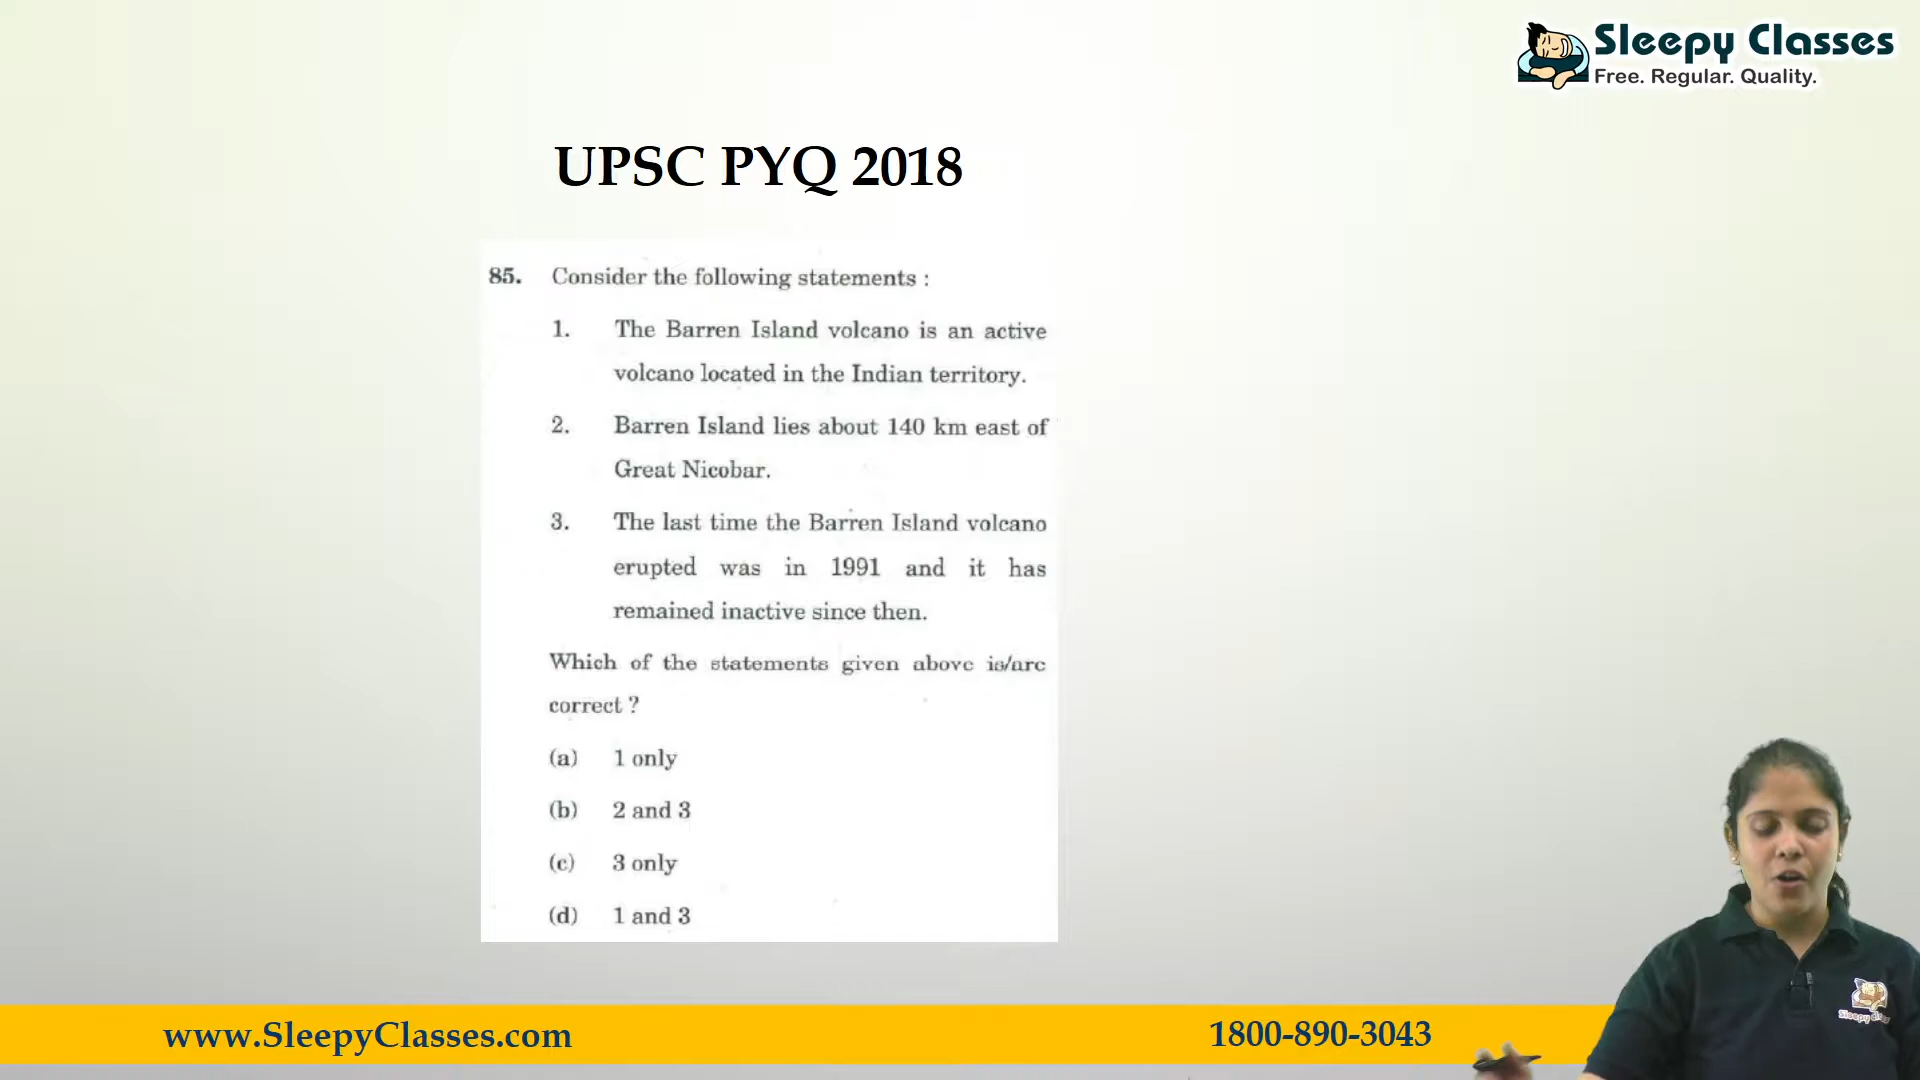 Sleepy Classes
Free. Regular. Quality.
UPSC PYQ 2018
85. Consider the following statements :
1. The Barren Island volcano is an active
volcano located in the Indian territory.
2. Barren Island lies about 140 km east of
Great Nicobar.
3. The last time the Barren Island volcano
erupted was in 1991 and it has
remained inactive since then.
Which of the statements given above is/are
correct ?
(a) 1 only
(b) 2 and 3
(c) 3 only
(d) 1 and 3
www.SleepyClasses.com
1800-890-3043